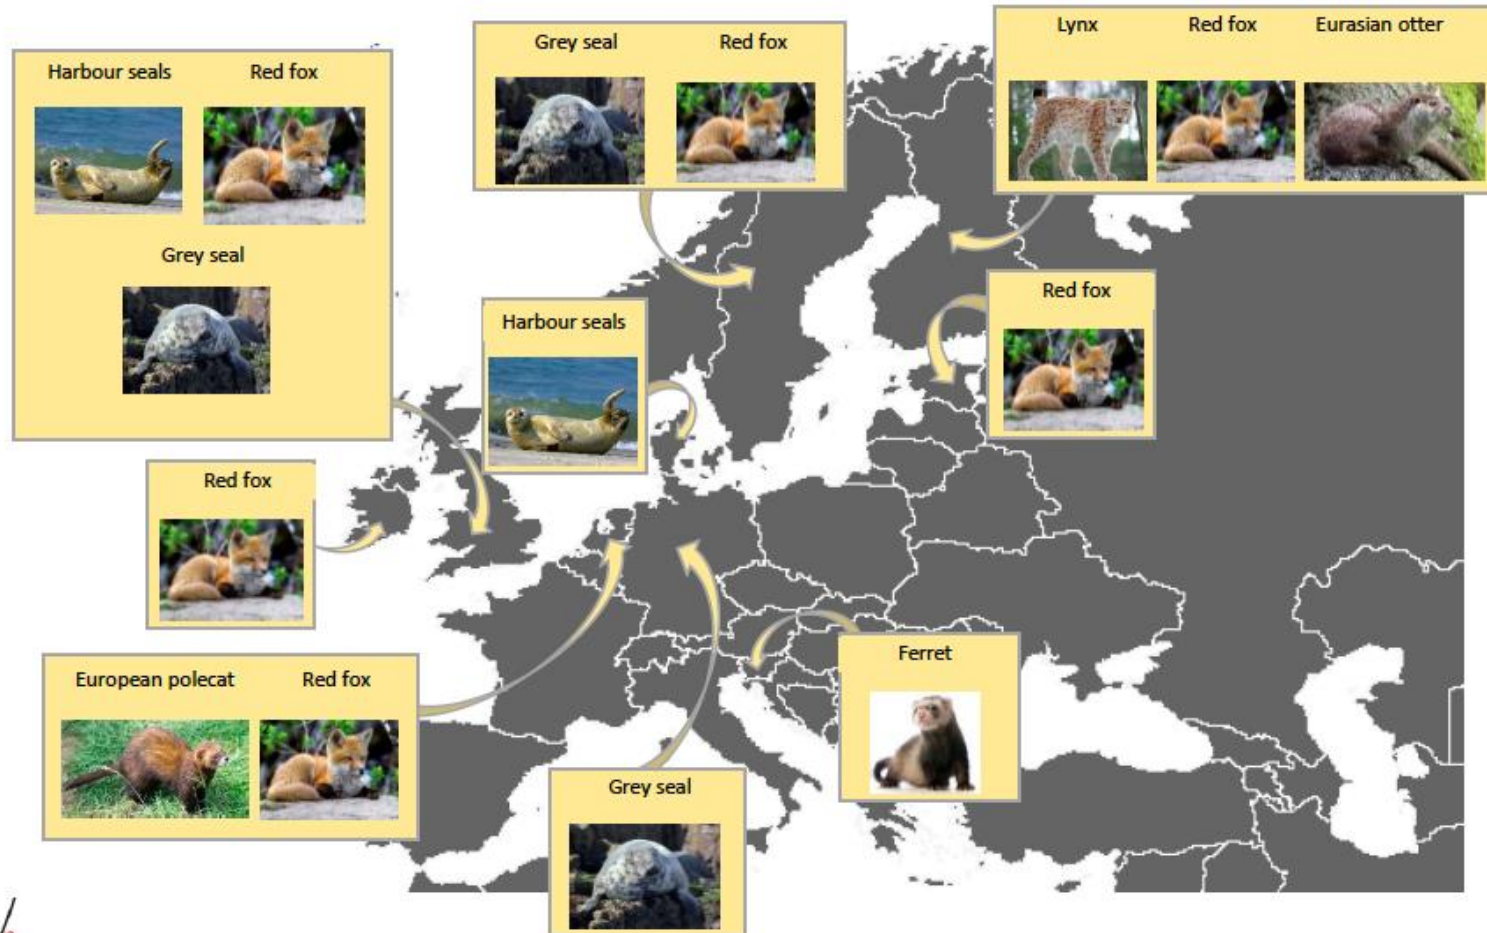 Harbour seals Red fox
Grey seal
Grey seal Red fox
Lynx Red fox Eurasian otter
Harbour seals
Red fox
Red fox
European polecat Red fox
Ferret
Grey seal